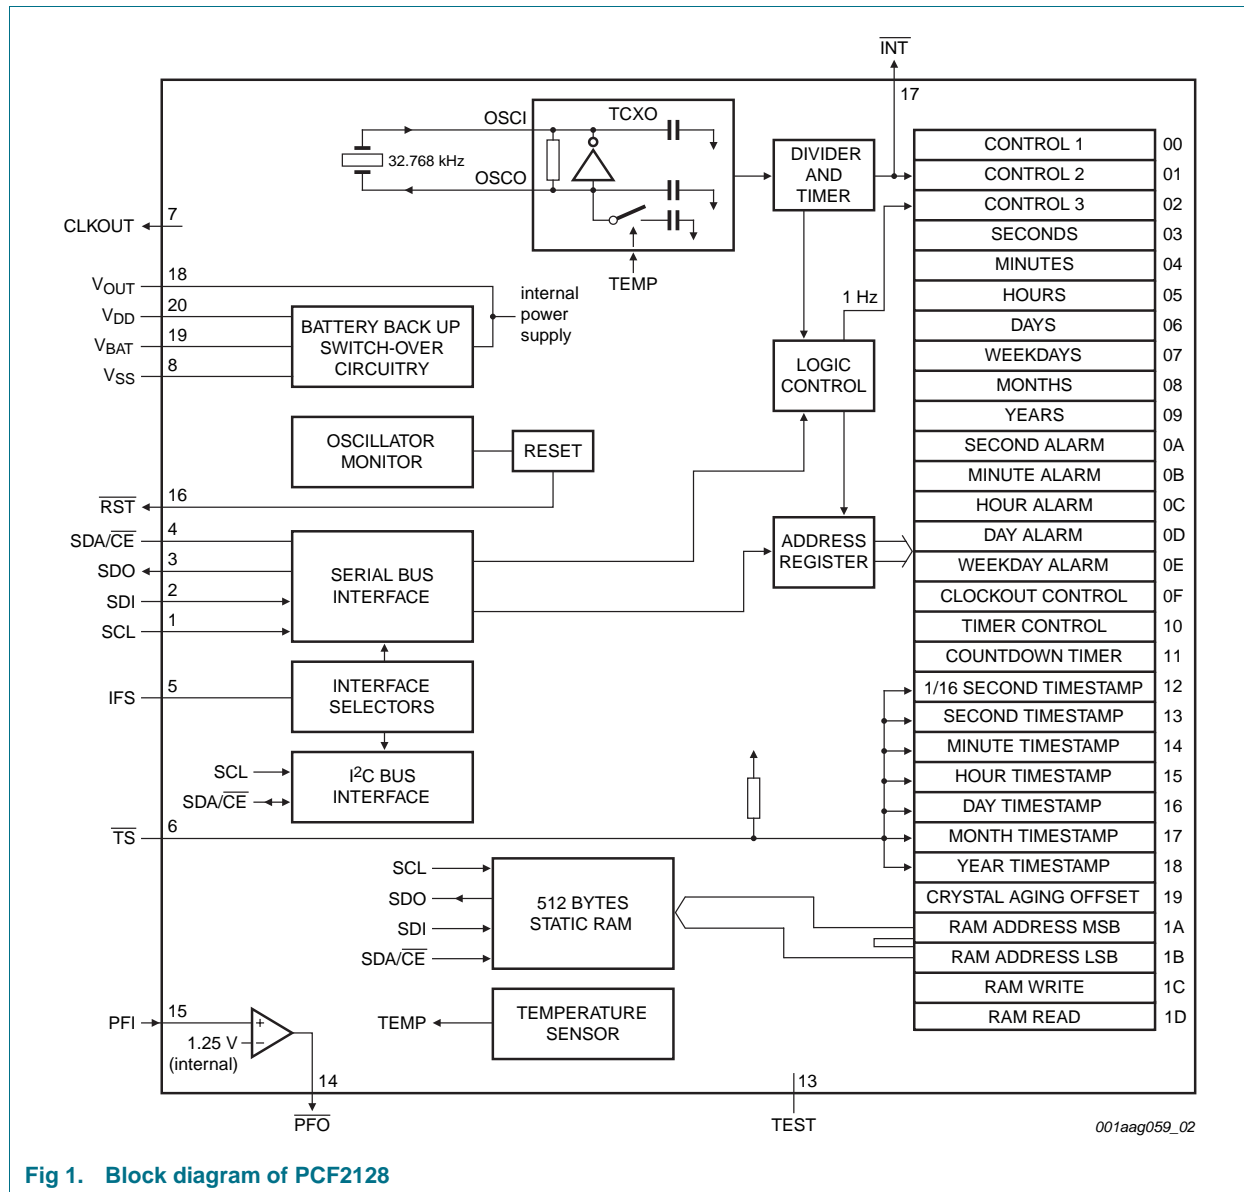 INT
17
OSCI
TCXO
32.768 kHz
OSCO
TEMP
DIVIDER
AND
TIMER
CLKOUT
7
VOUT
18
VDD
20
VBAT
19
VSS
8
BATTERY BACK UP
SWITCH-OVER
CIRCUITRY
internal
power
supply
1 Hz
LOGIC
CONTROL
OSCILLATOR
MONITOR
RESET
RST
16
SDA/CE
4
SDO
3
SDI
2
SCL
1
SERIAL BUS
INTERFACE
ADDRESS
REGISTER
IFS
5
INTERFACE
SELECTORS
SCL
SDA/CE
I2C BUS
INTERFACE
TS
6
SCL
SDO
SDI
SDA/CE
512 BYTES
STATIC RAM
PFI
15
+
−
1.25 V
(internal)
14
PFO
TEMP
TEMPERATURE
SENSOR
13
TEST
CONTROL 1 00
CONTROL 2 01
CONTROL 3 02
SECONDS 03
MINUTES 04
HOURS 05
DAYS 06
WEEKDAYS 07
MONTHS 08
YEARS 09
SECOND ALARM 0A
MINUTE ALARM 0B
HOUR ALARM 0C
DAY ALARM 0D
WEEKDAY ALARM 0E
CLOCKOUT CONTROL 0F
TIMER CONTROL 10
COUNTDOWN TIMER 11
1/16 SECOND TIMESTAMP 12
SECOND TIMESTAMP 13
MINUTE TIMESTAMP 14
HOUR TIMESTAMP 15
DAY TIMESTAMP 16
MONTH TIMESTAMP 17
YEAR TIMESTAMP 18
CRYSTAL AGING OFFSET 19
RAM ADDRESS MSB 1A
RAM ADDRESS LSB 1B
RAM WRITE 1C
RAM READ 1D
001aag059_02
Fig 1. Block diagram of PCF2128